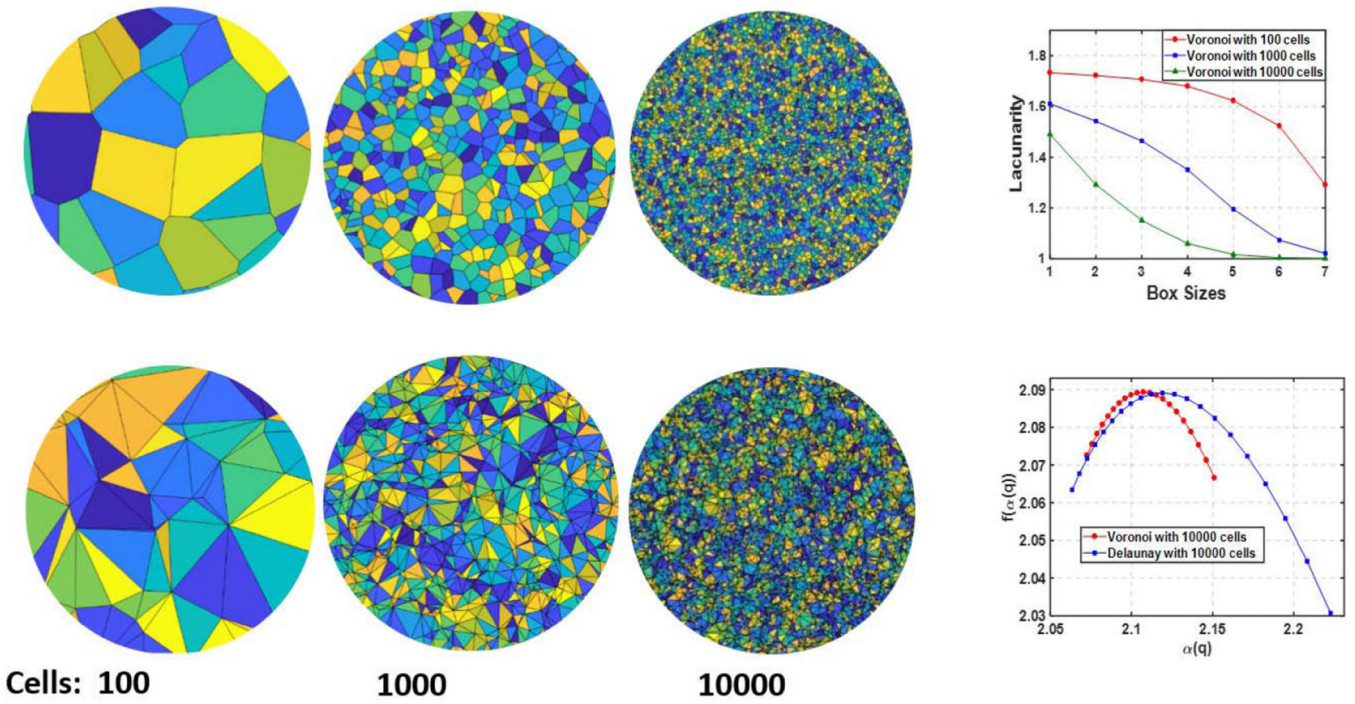 Voronoi with 100 cells
Voronoi with 1000 cells
Voronoi with 10000 cells
Lacunarity
1.8
1.6
1.4
1.2
1
1 2 3 4 5 6 7
Box Sizes
f(α(q))
2.09
2.08
2.07
2.06
2.05
2.04
2.03
Voronoi with 10000 cells
Delaunay with 10000 cells
2.05 2.1 2.15 2.2
α(q)
Cells: 100 1000 10000